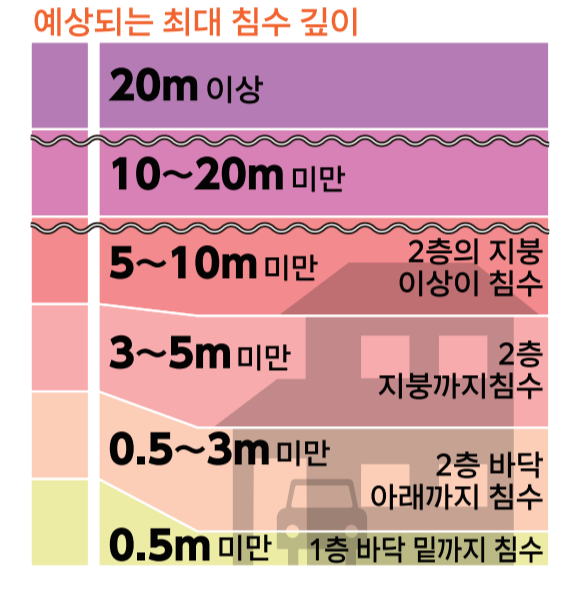 예상되는 최대 침수 깊이
20m 이상
10~20m 미만
5~10m 미만
2층의 지붕
이상이 침수
3~5m 미만
2층
지붕까지침수
0.5~3m 미만
2층 바닥
아래까지 침수
0.5m 미만
1층 바닥 밑까지 침수